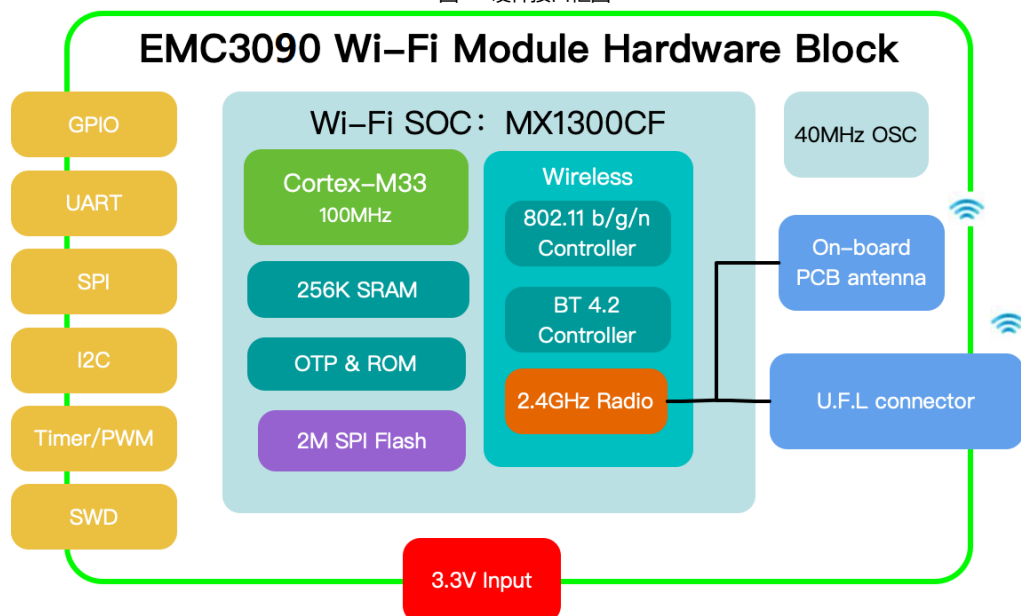 EMC3090 Wi-Fi Module Hardware Block
GPIO
UART
SPI
I2C
Timer/PWM
SWD
Wi-Fi SOC：MX1300CF
Cortex-M33
100MHz
256K SRAM
OTP & ROM
2M SPI Flash
Wireless
802.11 b/g/n
Controller
BT 4.2
Controller
2.4GHz Radio
40MHz OSC
On-board
PCB antenna
U.F.L connector
3.3V Input